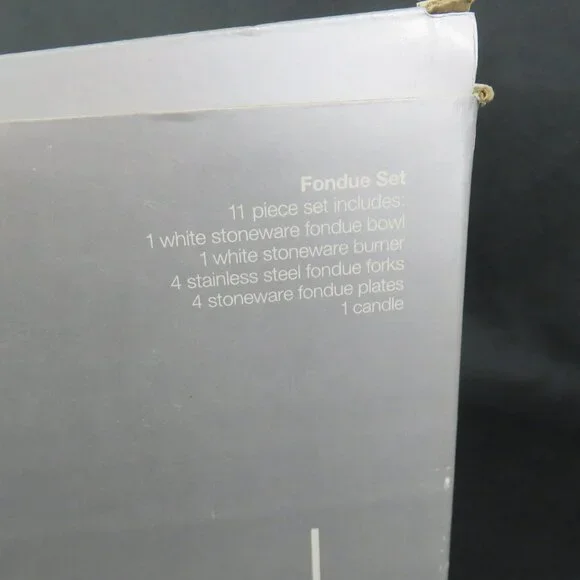 Fondue Set
11 piece set includes:
1 white stoneware fondue bowl
1 white stoneware burner
4 stainless steel fondue forks
4 stoneware fondue plates
1 candle